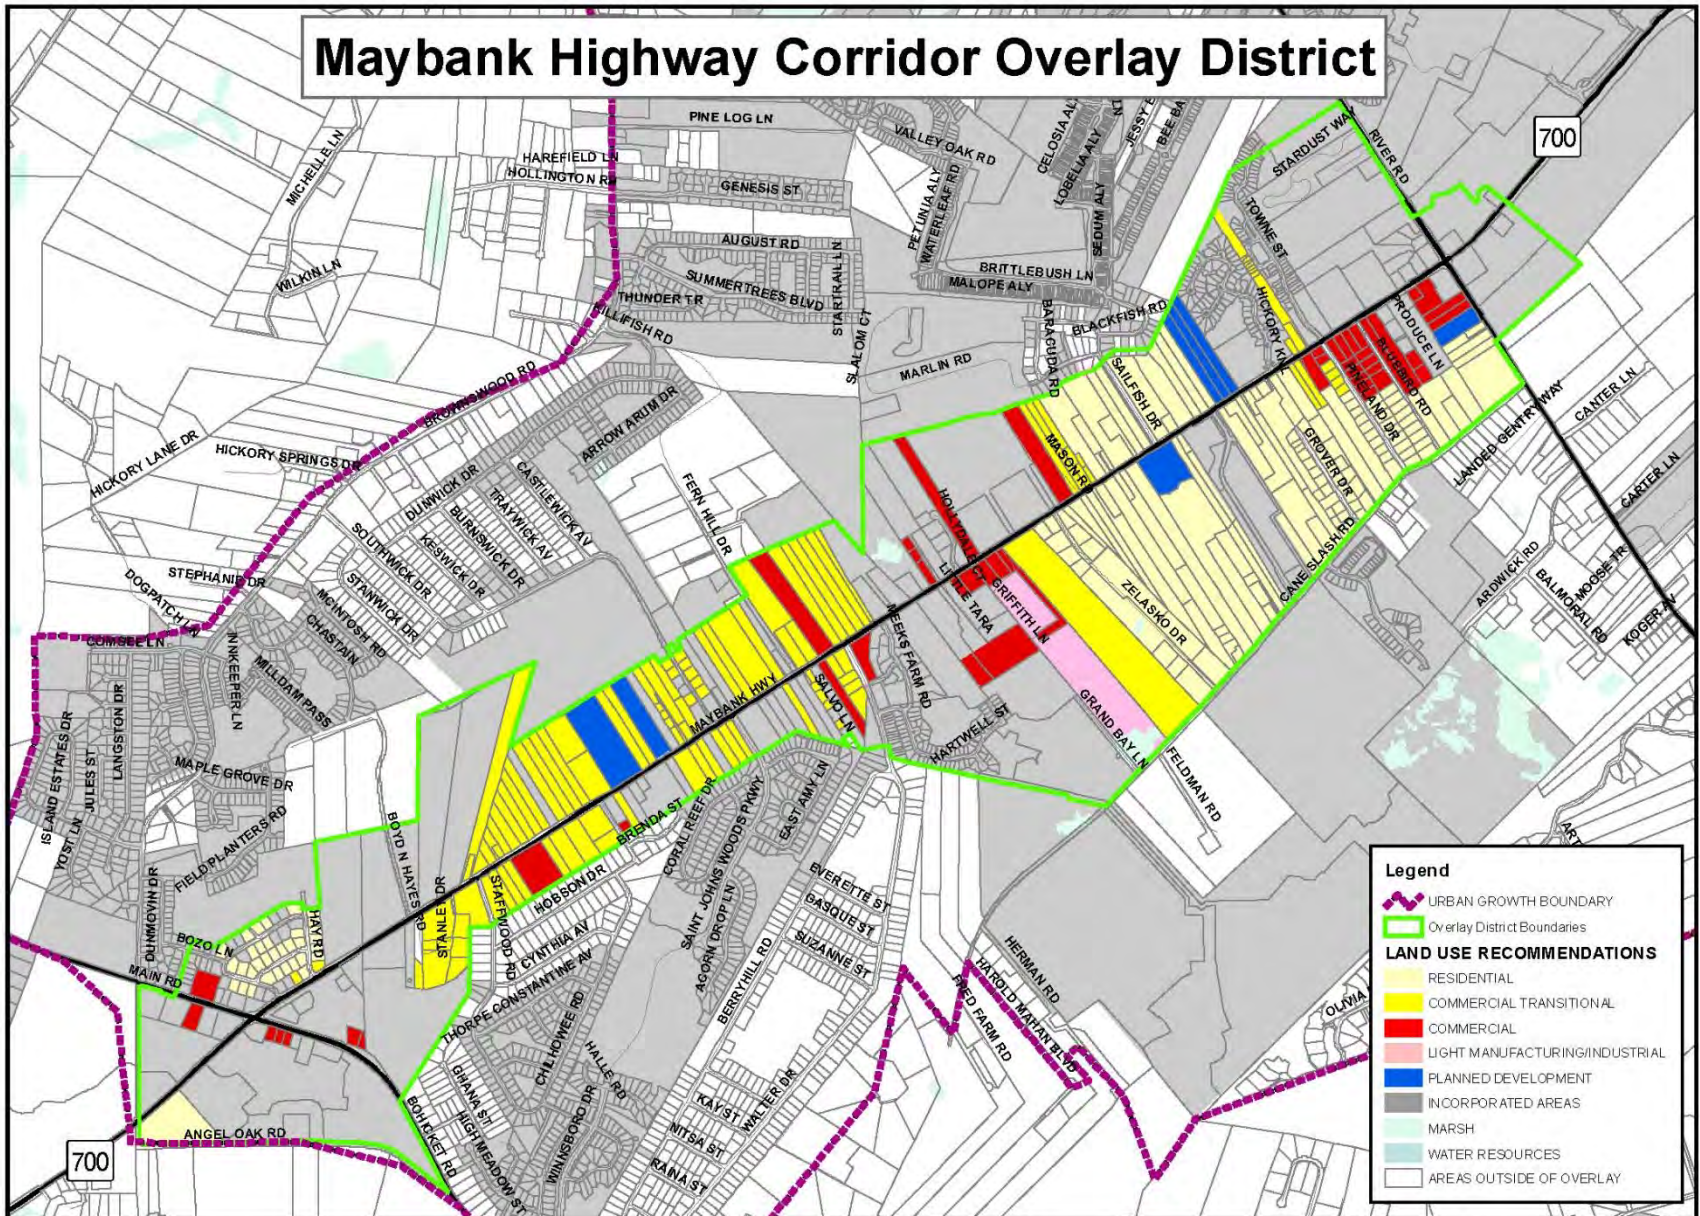 Maybank Highway Corridor Overlay District
700
PINE LOG LN
VALLEY OAK RD
CELOSIA ALY
LN
LOBELIA ALY
SEDUM ALY
STARDUST WAY
RIVER RD
MICHELLE LN
HAREFIELD LN
HOLLINGTON RD
GENESIS ST
PETUNIA ALY
WATERLEAF RD
TOWNE ST
AUGUST RD
SUMMERTREES BLVD
STARTRAIL LN
BRITTLEBUSH LN
MALOPE ALY
WILKIN LN
THUNDER TR
KILLIFISH RD
SLALOM CT
BARACUDA RD
BLACKFISH RD
HICKORY KNL
PRODUCE LN
MARLIN RD
SAILFISH DR
BLUEBIRD RD
PINELAND DR
BROWNSWOOD RD
ARROW ARUM DR
LANDED GENTRY WAY
CANTER LN
HICKORY LANE DR
HICKORY SPRINGS DR
DUNWICK DR
CASTLEWICK AV
TRAYWICK AV
BURNSWICK DR
KESWICK DR
SOUTHWICK DR
STANWICK DR
FERN HILL DR
MASON R
GROVER DR
CARTER LN
HOLLYDALE CT
CANE SLASH RD
STEPHANIE DR
DOGPATCH LN
MCINTOSH RD
CHASTAIN
LITTLE TARA
GRIFFITH LN
ZELASKO DR
ARDWICK RD
BALMORAL RD
MOOSE TR
KOGER AV
INKEEPER LN
MILLDAM PASS
MEEKS FARM RD
LANGSTON DR
ISLAND ESTATES DR
JULES ST
YOST LN
MAPLE GROVE DR
MAYBANK HWY
SALVO LN
HARTWELL ST
GRAND BAY LN
FELDMAN RD
FIELD PLANTERS RD
BOYD N HAYES RD
BRENDA ST
CORAL REEF DR
SAINT JOHNS WOODS PKWY
EAST AMY LN
ART
DUNMOVIN DR
BOZO LN
HAY RD
STANLEY DR
STAFFWOOD RD
HOBSON DR
CYNTHIA AV
THORPE CONSTANTINE AV
ACORN DROP LN
EVERETTE ST
GASQUE ST
SUZANNE ST
BERRYHILL RD
MAIN RD
HERMAN RD
HAROLD MAHAN BLVD
FRED FARM RD
CHILHOWEE RD
HALLE RD
GHANA ST
HIGH MEADOW ST
WINNSBORO DR
KAY ST
NITSA ST
RAINA ST
WALTER DR
ANGEL OAK RD
BOHICKET RD
700
Legend
URBAN GROWTH BOUNDARY
Overlay District Boundaries
LAND USE RECOMMENDATIONS
RESIDENTIAL
COMMERCIAL TRANSITIONAL
COMMERCIAL
LIGHT MANUFACTURING/INDUSTRIAL
PLANNED DEVELOPMENT
INCORPORATED AREAS
MARSH
WATER RESOURCES
AREAS OUTSIDE OF OVERLAY